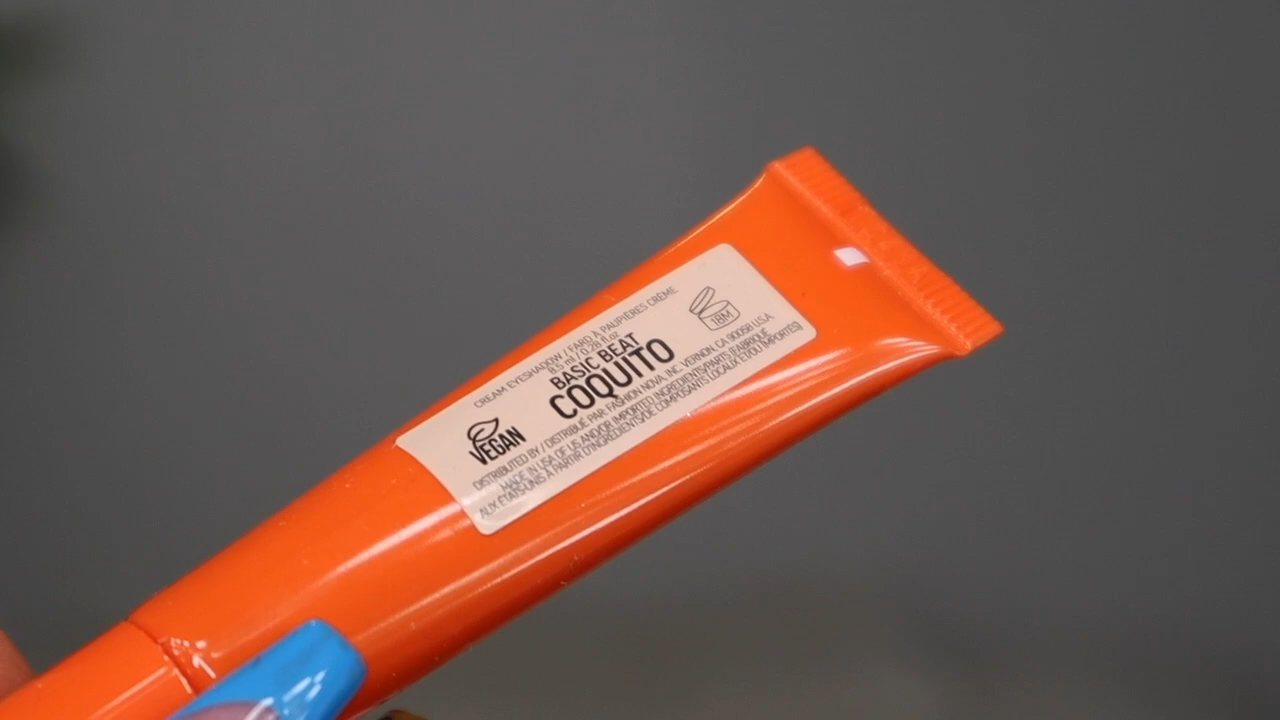 CREAM EYESHADOW / FARD À PAUPIÈRES CRÈME
8.5 ml / 0.28 fl.oz
BASIC BEAT
COQUITO
VEGAN
18M
DISTRIBUTED BY / DISTRIBUÉ PAR: FASHION NOVA, INC. VERNON, CA 90058 U.S.A.
MADE IN USA OF US AND/OR IMPORTED INGREDIENTS/PARTS (FABRIQUÉ
AUX ÉTATS-UNIS À PARTIR D'INGRÉDIENTS/DE COMPOSANTS LOCAUX ET/OU IMPORTÉS)